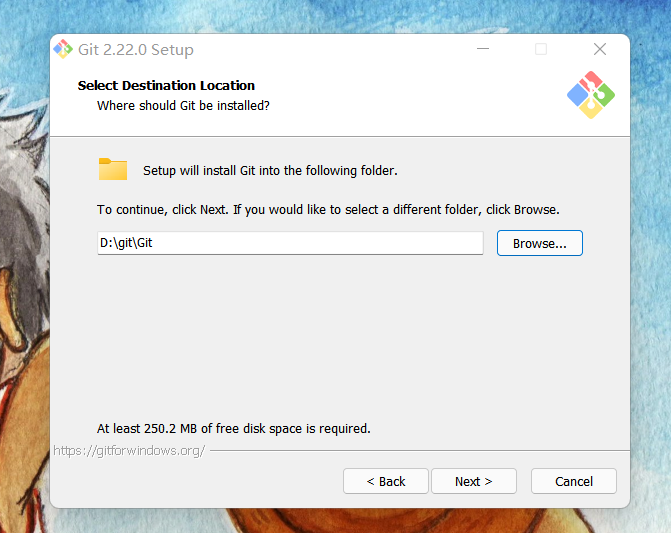 Git 2.22.0 Setup
Select Destination Location
Where should Git be installed?
Setup will install Git into the following folder.
To continue, click Next. If you would like to select a different folder, click Browse.
D:\git\Git
Browse...
At least 250.2 MB of free disk space is required.
https://gitforwindows.org/
< Back
Next >
Cancel